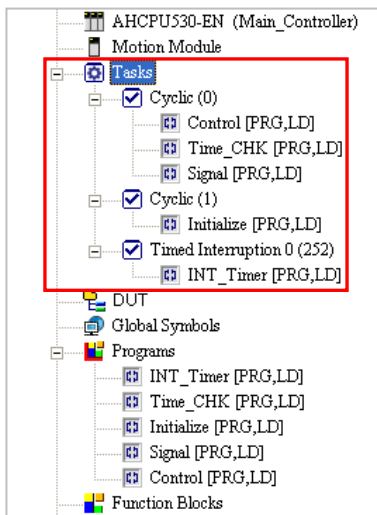 AHCPU530-EN (Main_Controller)
Motion Module
Tasks
Cyclic (0)
Control [PRG,LD]
Time_CHK [PRG,LD]
Signal [PRG,LD]
Cyclic (1)
Initialize [PRG,LD]
Timed Interruption 0 (252)
INT_Timer [PRG,LD]
DUT
Global Symbols
Programs
INT_Timer [PRG,LD]
Time_CHK [PRG,LD]
Initialize [PRG,LD]
Signal [PRG,LD]
Control [PRG,LD]
Function Blocks